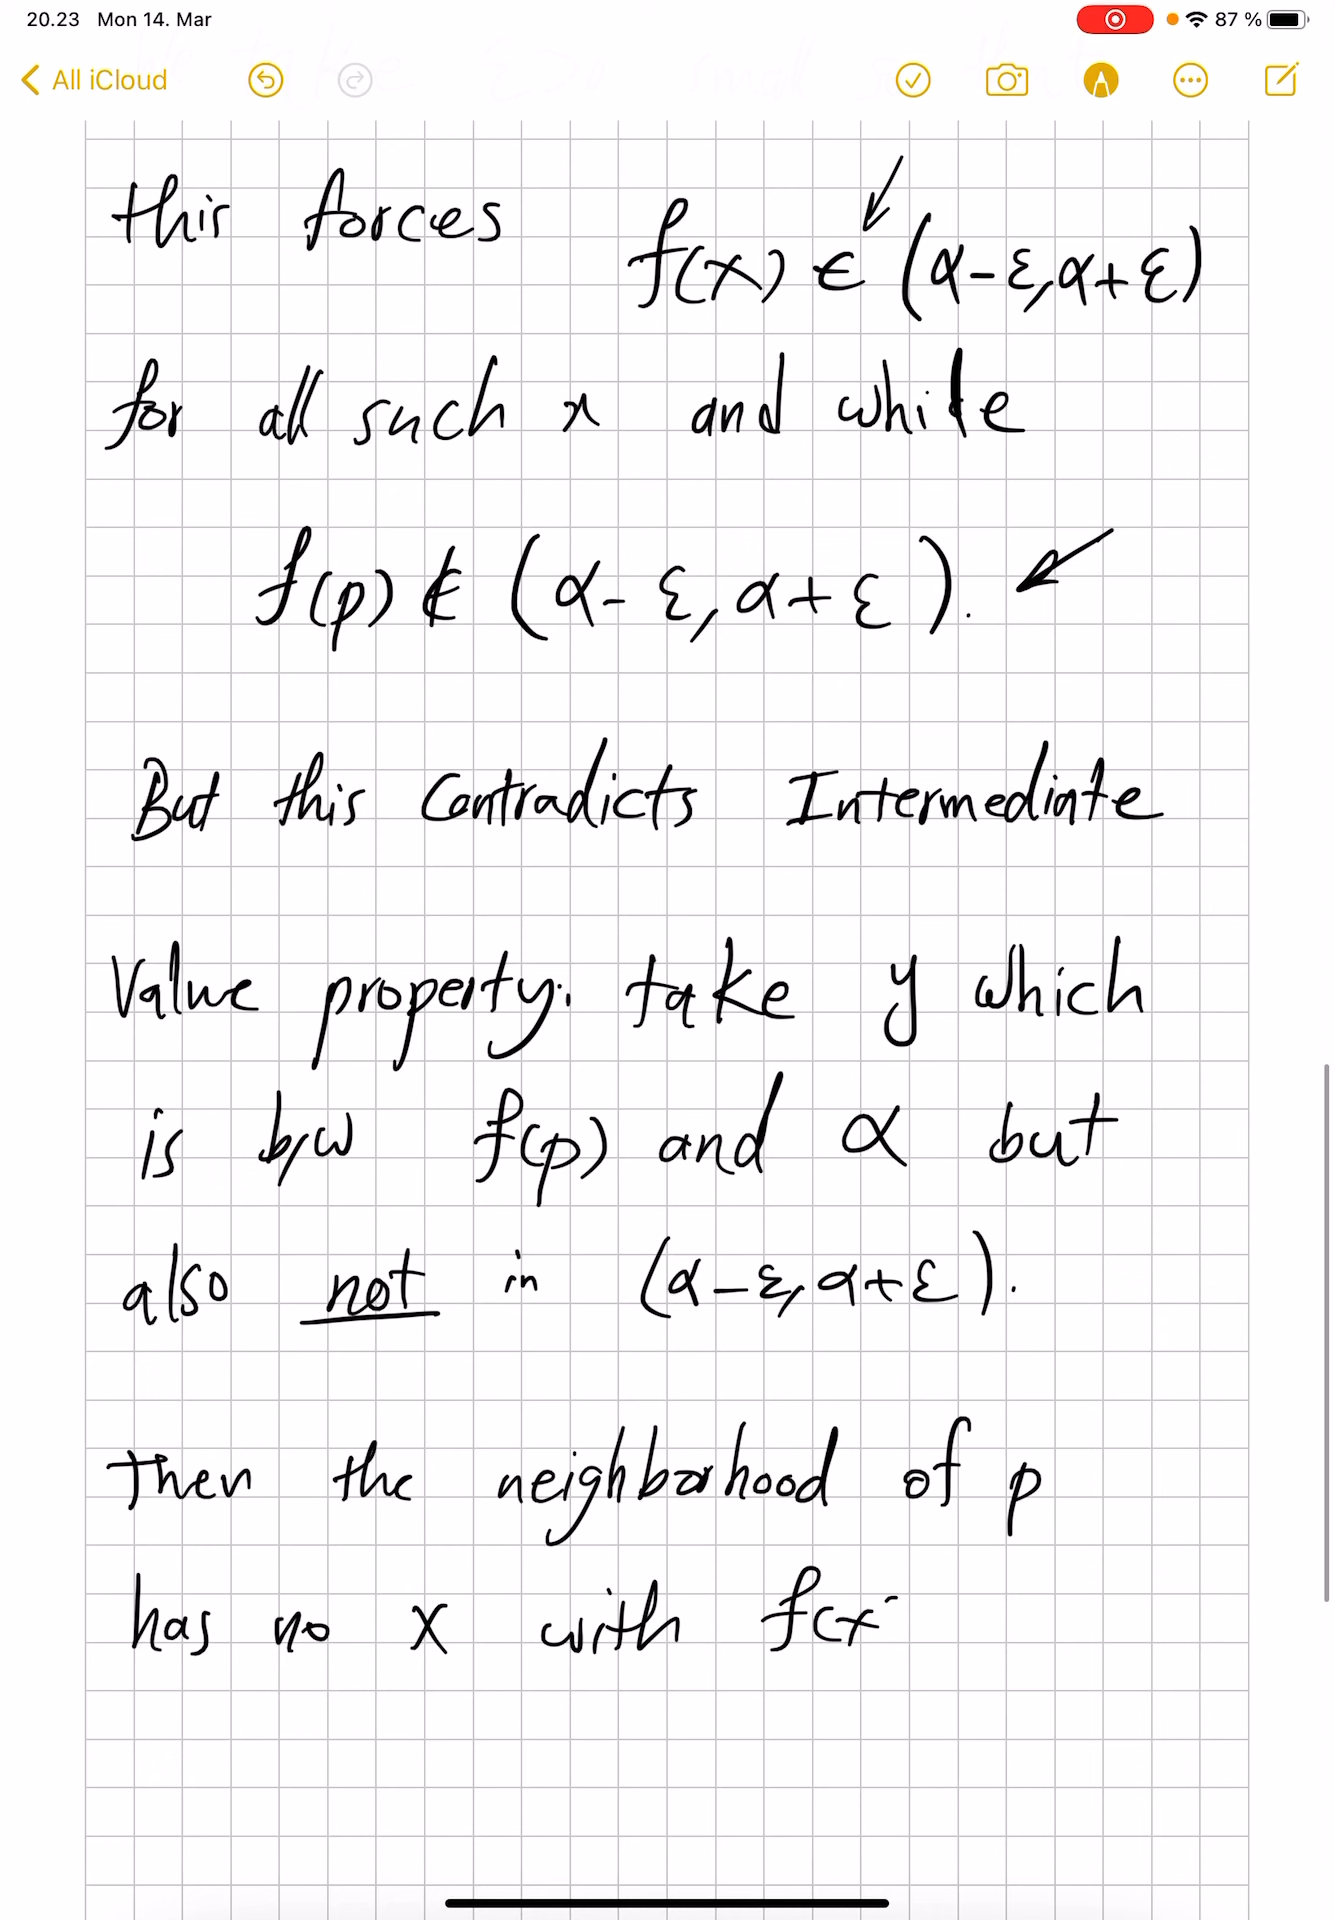 20.23 Mon 14. Mar 87 %
All iCloud
this forces f(x) ∈ (α-ε, α+ε)
for all such x and while
f(p) ∉ (α-ε, α+ε).
But this contradicts Intermediate
Value property: take y which
is b/w f(p) and α but
also not in (α-ε, α+ε).
Then the neighborhood of p
has no x with f(x